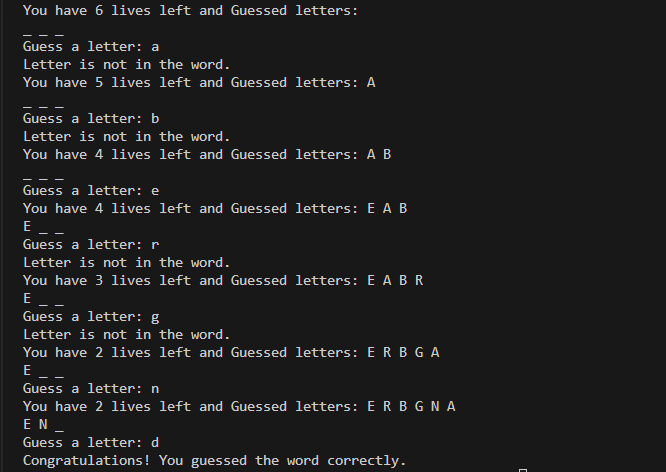 You have 6 lives left and Guessed letters:
_ _ _
Guess a letter: a
Letter is not in the word.
You have 5 lives left and Guessed letters: A
_ _ _
Guess a letter: b
Letter is not in the word.
You have 4 lives left and Guessed letters: A B
_ _ _
Guess a letter: e
You have 4 lives left and Guessed letters: E A B
E _ _
Guess a letter: r
Letter is not in the word.
You have 3 lives left and Guessed letters: E A B R
E _ _
Guess a letter: g
Letter is not in the word.
You have 2 lives left and Guessed letters: E R B G A
E _ _
Guess a letter: n
You have 2 lives left and Guessed letters: E R B G N A
E N _
Guess a letter: d
Congratulations! You guessed the word correctly.